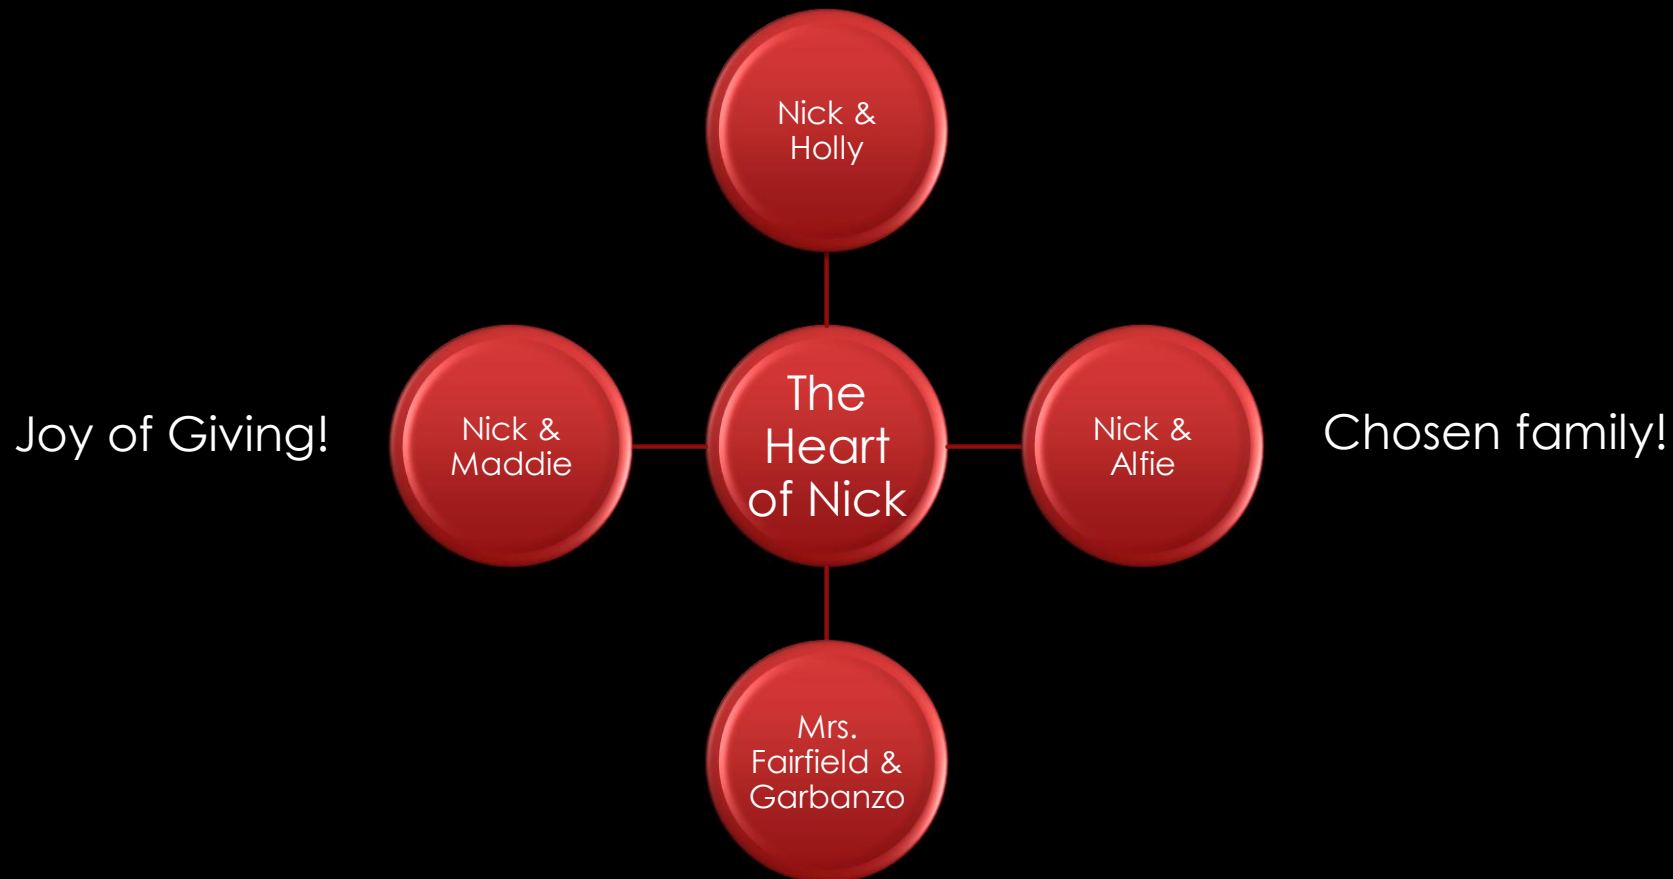 Nick &
Holly
Joy of Giving!
Nick &
Maddie
The
Heart
of Nick
Nick &
Alfie
Chosen family!
Mrs.
Fairfield &
Garbanzo